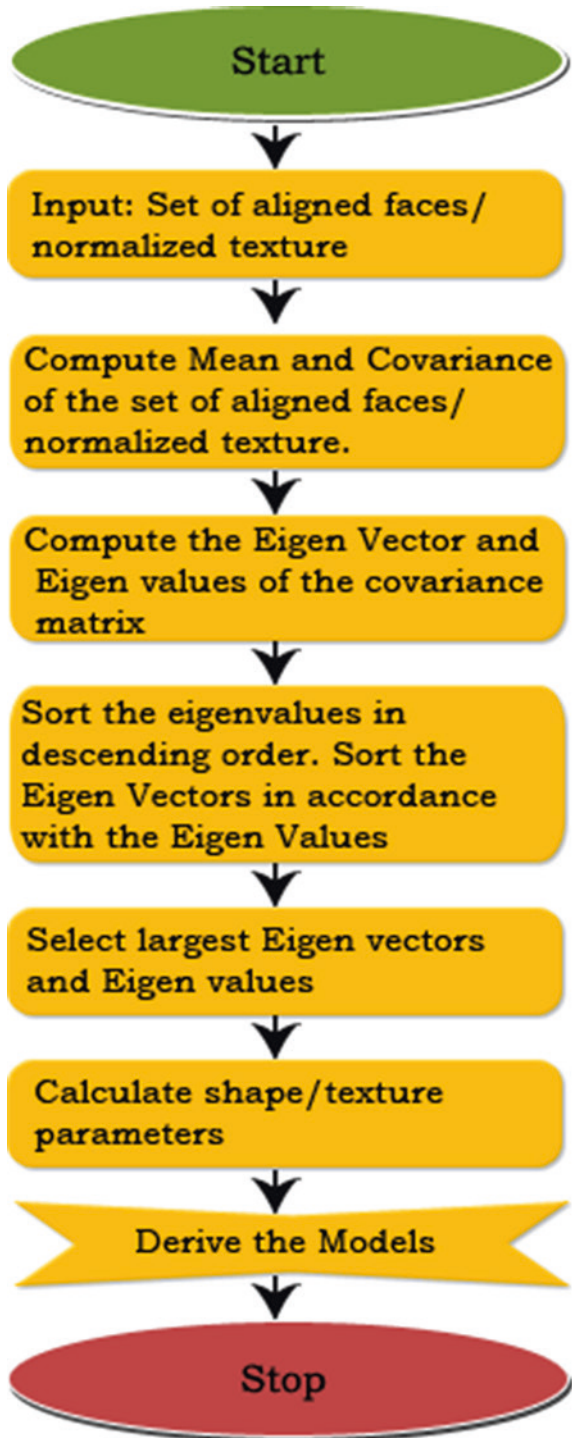 Start
Input: Set of aligned faces/
normalized texture
Compute Mean and Covariance
of the set of aligned faces/
normalized texture.
Compute the Eigen Vector and
Eigen values of the covariance
matrix
Sort the eigenvalues in
descending order. Sort the
Eigen Vectors in accordance
with the Eigen Values
Select largest Eigen vectors
and Eigen values
Calculate shape/texture
parameters
Derive the Models
Stop